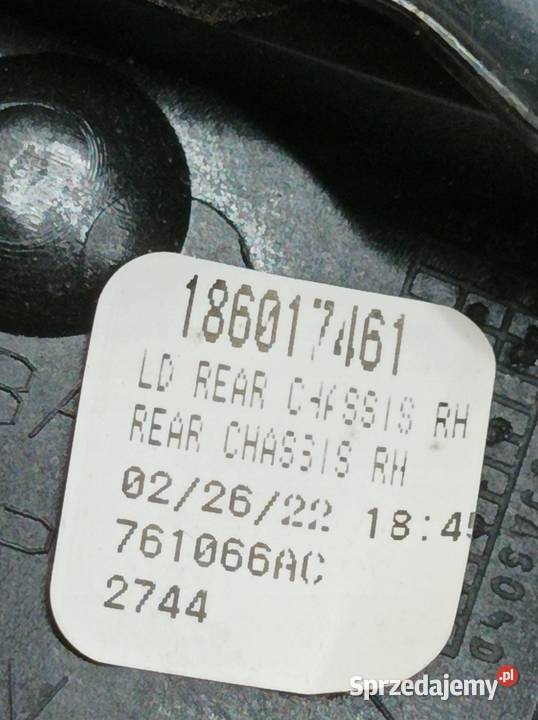 186017461
LD REAR CHASSIS RH
REAR CHASSIS RH
02/26/22 18:45
761066AC
2744
Sprzedajemy.pl